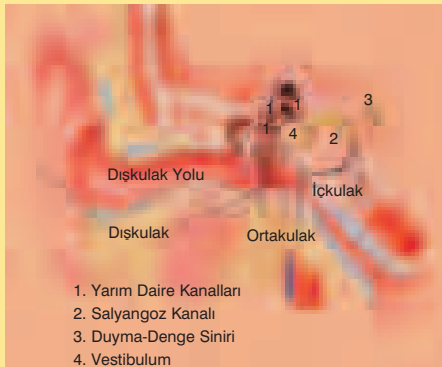 1
1
3
1
4
2
Dışkulak Yolu
İçkulak
Dışkulak
Ortakulak
1. Yarım Daire Kanalları
2. Salyangoz Kanalı
3. Duyma-Denge Siniri
4. Vestibulum